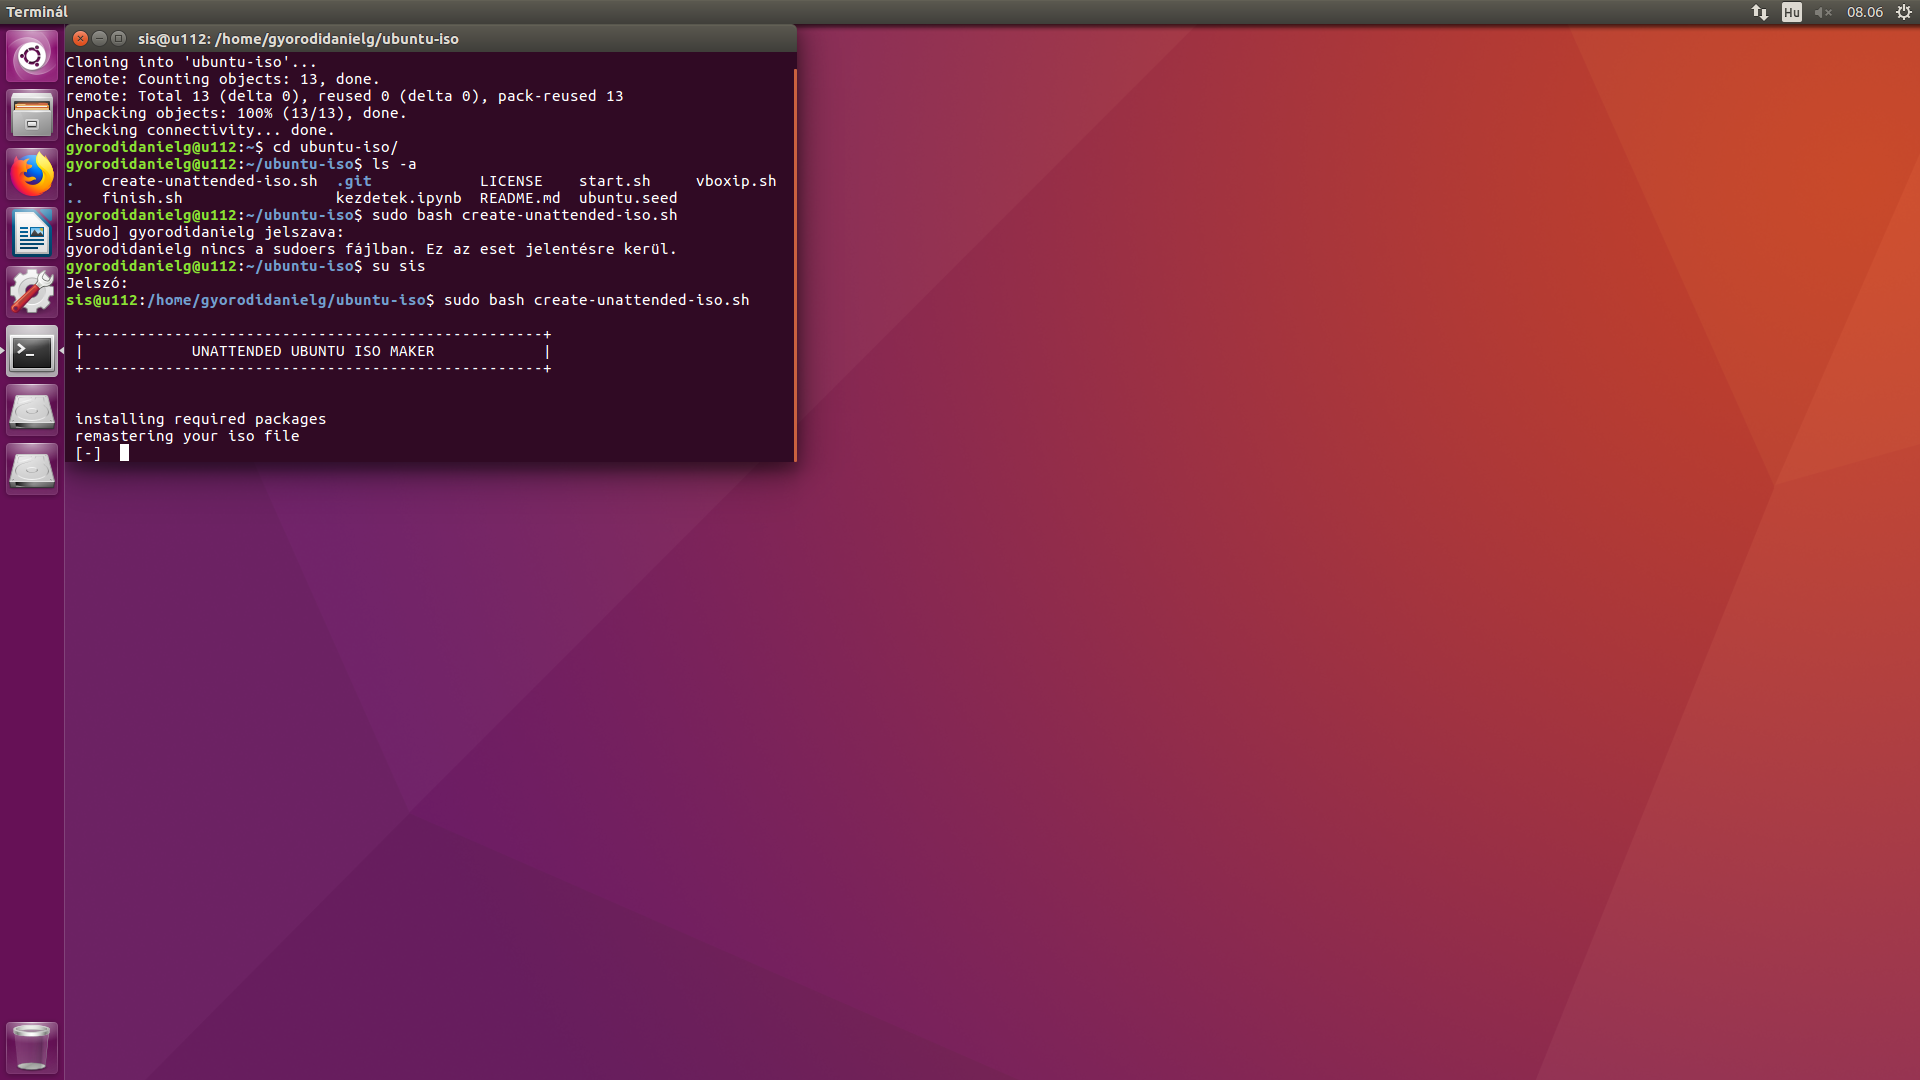 Terminál
Hu 08.06
sis@u112: /home/gyorodidanielg/ubuntu-iso
Cloning into 'ubuntu-iso'...
remote: Counting objects: 13, done.
remote: Total 13 (delta 0), reused 0 (delta 0), pack-reused 13
Unpacking objects: 100% (13/13), done.
Checking connectivity... done.
gyorodidanielg@u112:~$ cd ubuntu-iso/
gyorodidanielg@u112:~/ubuntu-iso$ ls -a
.   create-unattended-iso.sh  .git            LICENSE    start.sh     vboxip.sh
..  finish.sh                 kezdetek.ipynb  README.md  ubuntu.seed
gyorodidanielg@u112:~/ubuntu-iso$ sudo bash create-unattended-iso.sh
[sudo] gyorodidanielg jelszava:
gyorodidanielg nincs a sudoers fájlban. Ez az eset jelentésre kerül.
gyorodidanielg@u112:~/ubuntu-iso$ su sis
Jelszó:
sis@u112:/home/gyorodidanielg/ubuntu-iso$ sudo bash create-unattended-iso.sh
+---------------------------------------------------+
|            UNATTENDED UBUNTU ISO MAKER            |
+---------------------------------------------------+
installing required packages
remastering your iso file
[-]